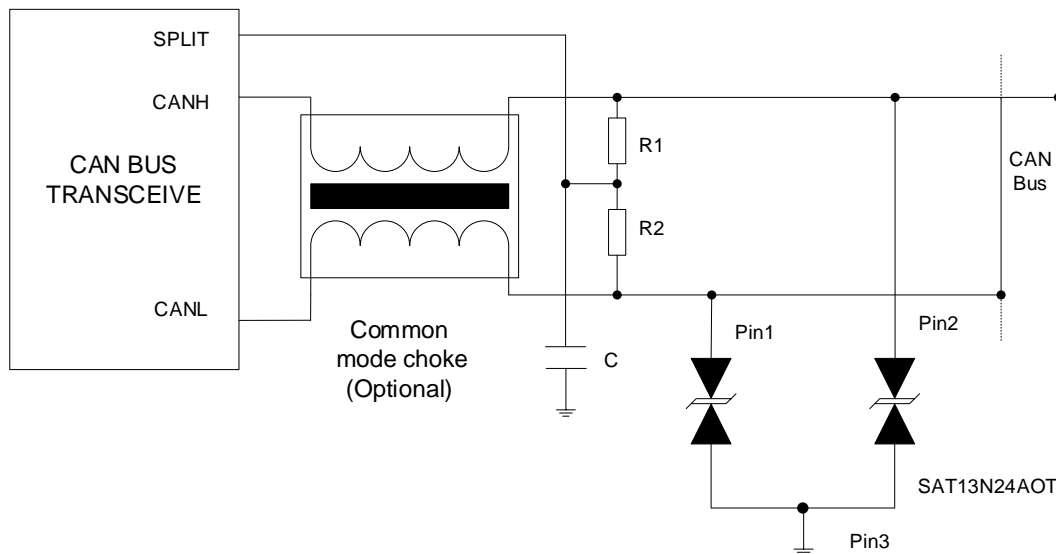 SPLIT
CANH
CAN BUS
TRANSCEIVE
CANL
Common
mode choke
(Optional)
R1
R2
C
CAN
Bus
Pin1
Pin2
SAT13N24AOT
Pin3